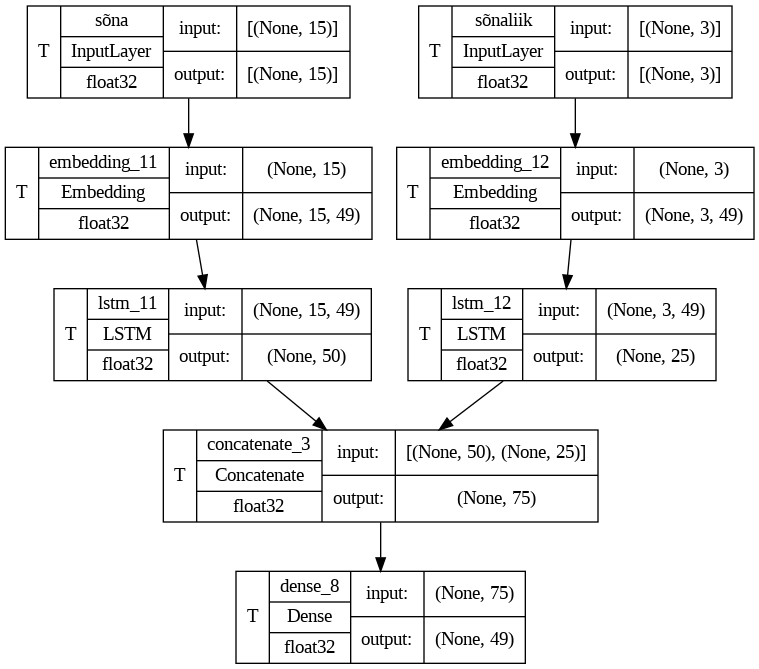 T
sõna
InputLayer
float32
input:
[(None, 15)]
output:
[(None, 15)]
T
sõnaliik
InputLayer
float32
input:
[(None, 3)]
output:
[(None, 3)]
T
embedding_11
Embedding
float32
input:
(None, 15)
output:
(None, 15, 49)
T
embedding_12
Embedding
float32
input:
(None, 3)
output:
(None, 3, 49)
T
lstm_11
LSTM
float32
input:
(None, 15, 49)
output:
(None, 50)
T
lstm_12
LSTM
float32
input:
(None, 3, 49)
output:
(None, 25)
T
concatenate_3
Concatenate
float32
input:
[(None, 50), (None, 25)]
output:
(None, 75)
T
dense_8
Dense
float32
input:
(None, 75)
output:
(None, 49)